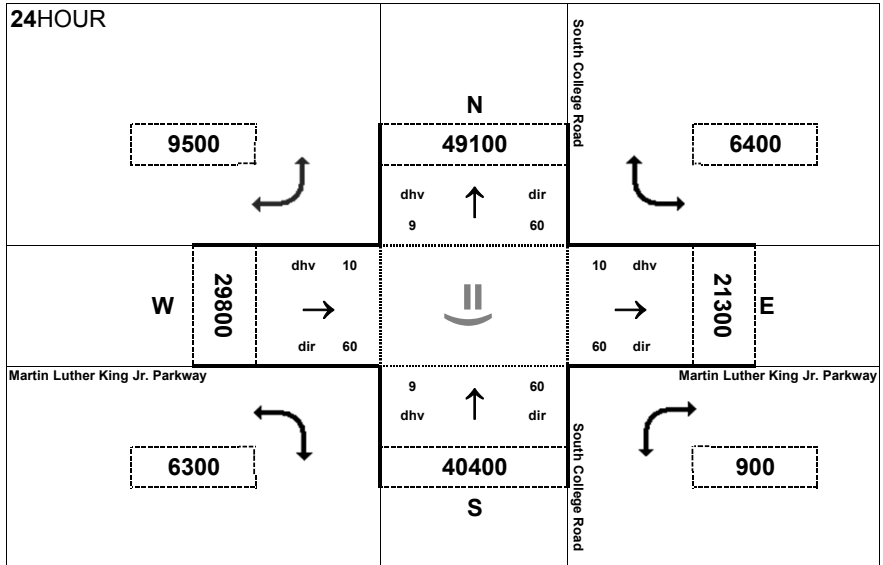 24HOUR
South College Road
N
9500
49100
6400
dhv
dir
9
60
dhv 10
10 dhv
W
29800
21300
E
dir 60
60 dir
Martin Luther King Jr. Parkway
Martin Luther King Jr. Parkway
9
60
dhv
dir
6300
40400
900
South College Road
S